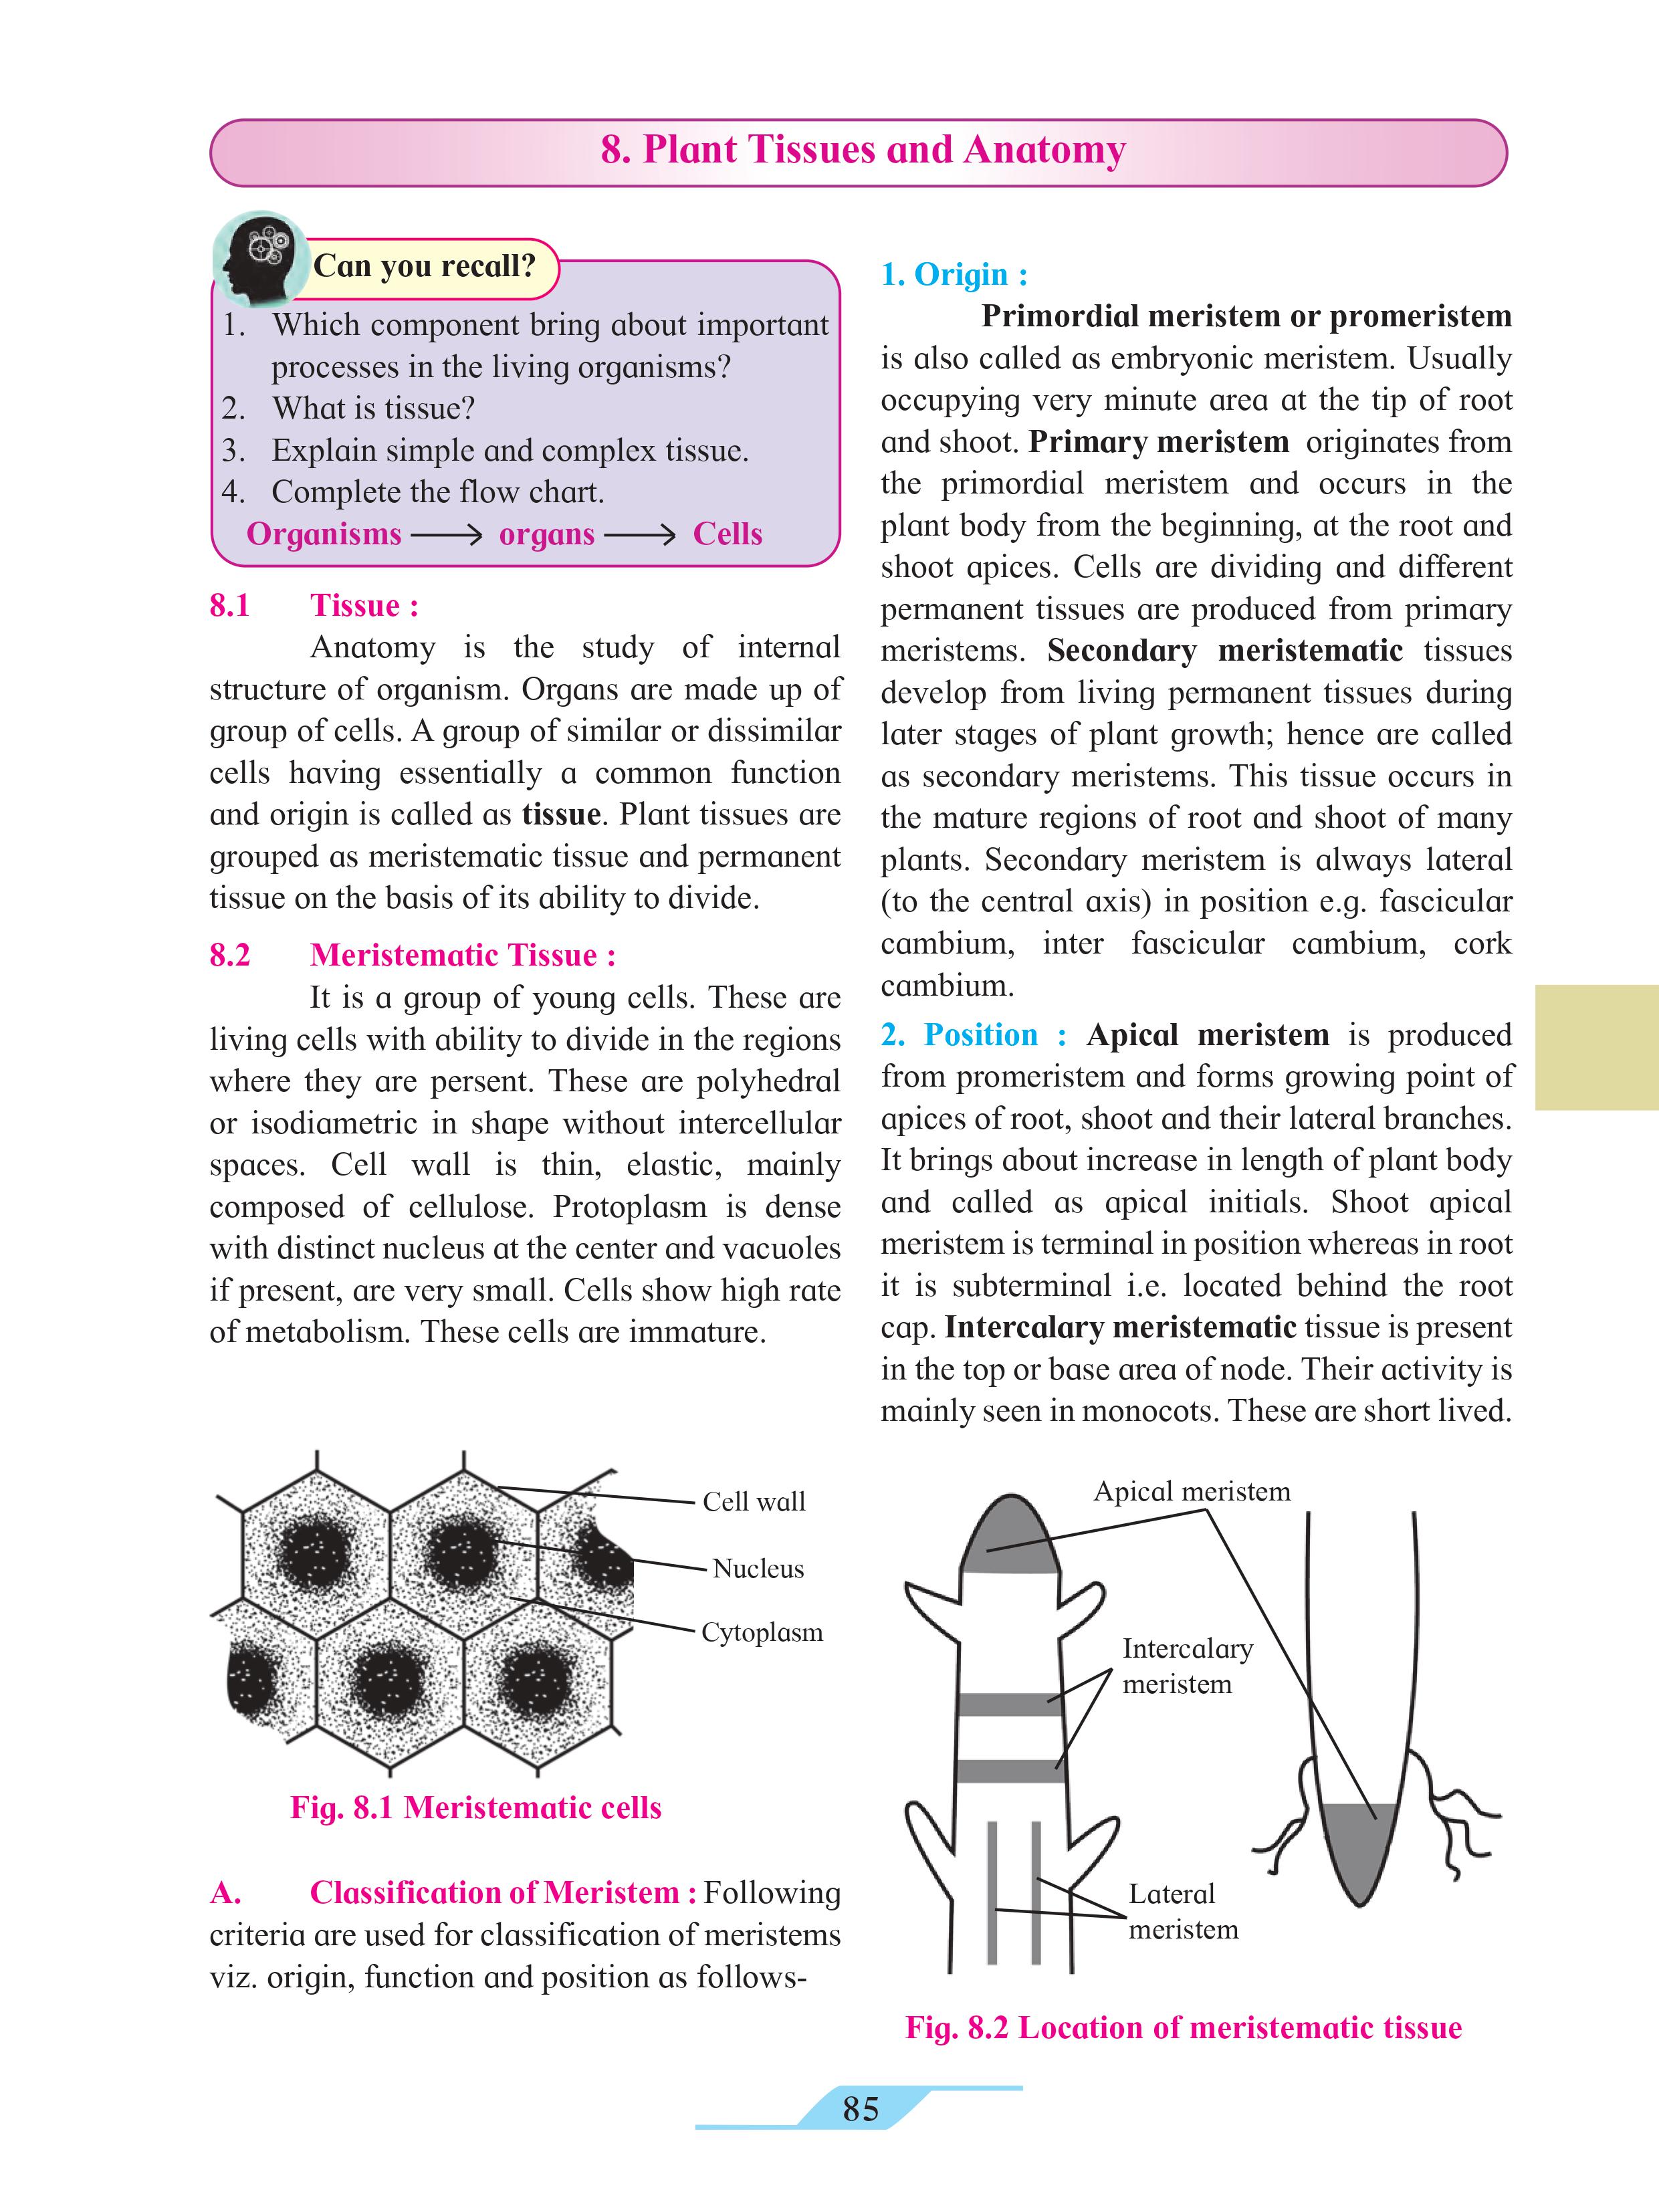 8. Plant Tissues and Anatomy
Can you recall?
1. Which component bring about important
processes in the living organisms?
2. What is tissue?
3. Explain simple and complex tissue.
4. Complete the flow chart.
Organisms → organs → Cells
8.1 Tissue :
Anatomy is the study of internal
structure of organism. Organs are made up of
group of cells. A group of similar or dissimilar
cells having essentially a common function
and origin is called as tissue. Plant tissues are
grouped as meristematic tissue and permanent
tissue on the basis of its ability to divide.
8.2 Meristematic Tissue :
It is a group of young cells. These are
living cells with ability to divide in the regions
where they are persent. These are polyhedral
or isodiametric in shape without intercellular
spaces. Cell wall is thin, elastic, mainly
composed of cellulose. Protoplasm is dense
with distinct nucleus at the center and vacuoles
if present, are very small. Cells show high rate
of metabolism. These cells are immature.
Cell wall
Nucleus
Cytoplasm
Fig. 8.1 Meristematic cells
A. Classification of Meristem : Following
criteria are used for classification of meristems
viz. origin, function and position as follows-
1. Origin :
Primordial meristem or promeristem
is also called as embryonic meristem. Usually
occupying very minute area at the tip of root
and shoot. Primary meristem originates from
the primordial meristem and occurs in the
plant body from the beginning, at the root and
shoot apices. Cells are dividing and different
permanent tissues are produced from primary
meristems. Secondary meristematic tissues
develop from living permanent tissues during
later stages of plant growth; hence are called
as secondary meristems. This tissue occurs in
the mature regions of root and shoot of many
plants. Secondary meristem is always lateral
(to the central axis) in position e.g. fascicular
cambium, inter fascicular cambium, cork
cambium.
2. Position : Apical meristem is produced
from promeristem and forms growing point of
apices of root, shoot and their lateral branches.
It brings about increase in length of plant body
and called as apical initials. Shoot apical
meristem is terminal in position whereas in root
it is subterminal i.e. located behind the root
cap. Intercalary meristematic tissue is present
in the top or base area of node. Their activity is
mainly seen in monocots. These are short lived.
Apical meristem
Intercalary
meristem
Lateral
meristem
Fig. 8.2 Location of meristematic tissue
85